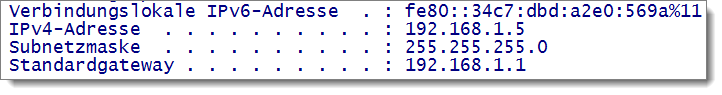 Verbindungslokale IPv6-Adresse  . : fe80::34c7:dbd:a2e0:569a%11
IPv4-Adresse  . . . . . . . . . . : 192.168.1.5
Subnetzmaske  . . . . . . . . . . : 255.255.255.0
Standardgateway . . . . . . . . . : 192.168.1.1